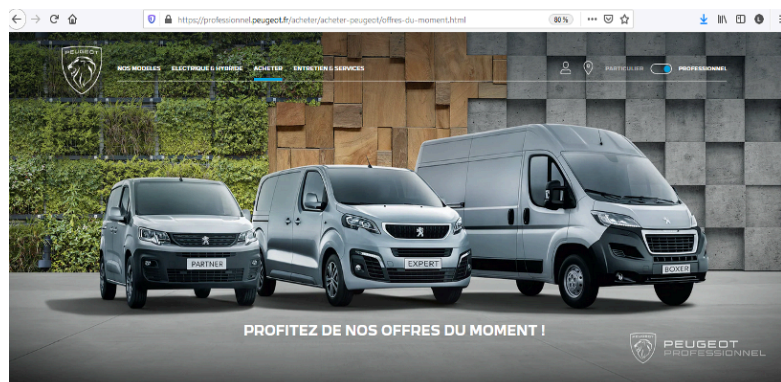 https://professionnel.peugeot.fr/acheter/acheter-peugeot/offres-du-moment.html
80 %
PEUGEOT
NOS MODELES ELECTRIQUE & HYBRIDE ACHETER ENTRETIEN & SERVICES
PARTICULIER PROFESSIONNEL
PARTNER
EXPERT
BOXER
PROFITEZ DE NOS OFFRES DU MOMENT !
PEUGEOT
PROFESSIONNEL